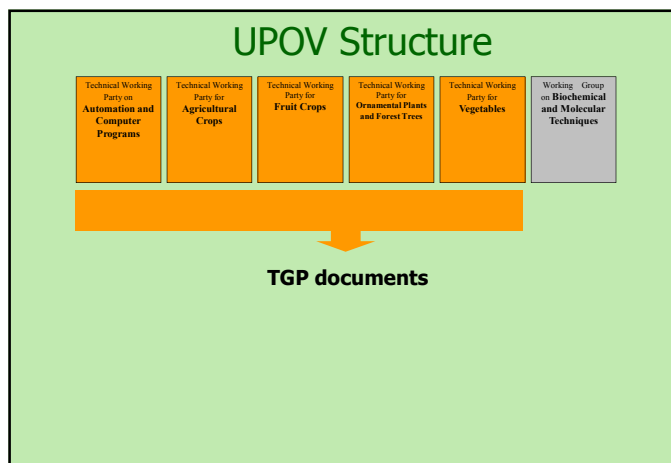 UPOV Structure
Technical Working
Party on
Automation and
Computer
Programs
Technical Working
Party for
Agricultural
Crops
Technical Working
Party for
Fruit Crops
Technical Working
Party for
Ornamental Plants
and Forest Trees
Technical Working
Party for
Vegetables
Working Group
on Biochemical
and Molecular
Techniques
TGP documents